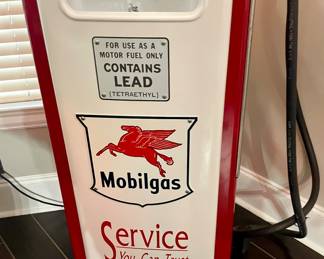 FOR USE AS A
MOTOR FUEL ONLY
CONTAINS
LEAD
(TETRAETHYL)
Mobilgas
Service
You Can Trust